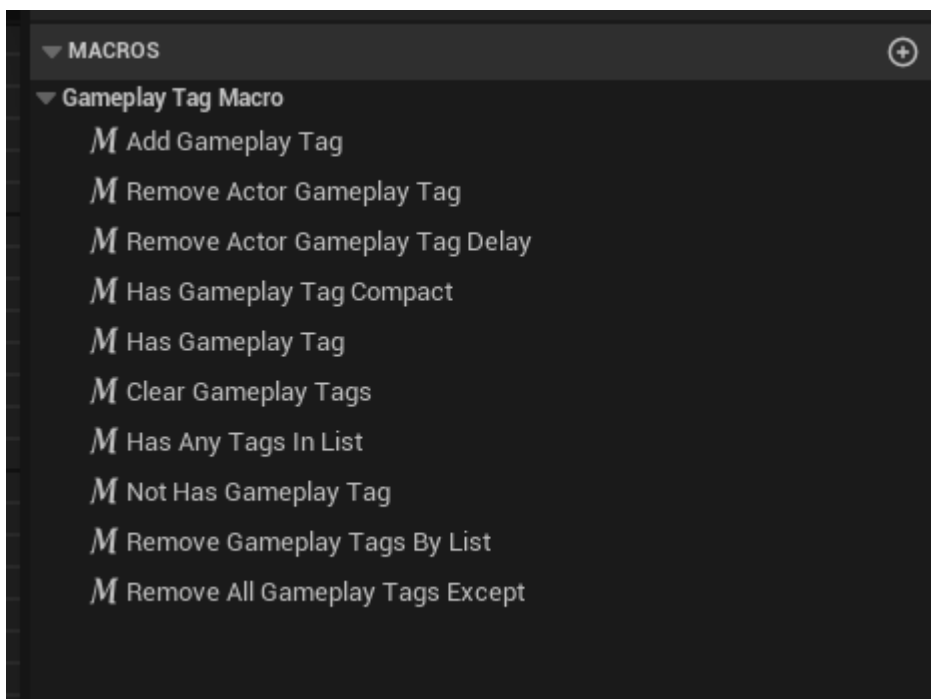 MACROS
Gameplay Tag Macro
M Add Gameplay Tag
M Remove Actor Gameplay Tag
M Remove Actor Gameplay Tag Delay
M Has Gameplay Tag Compact
M Has Gameplay Tag
M Clear Gameplay Tags
M Has Any Tags In List
M Not Has Gameplay Tag
M Remove Gameplay Tags By List
M Remove All Gameplay Tags Except